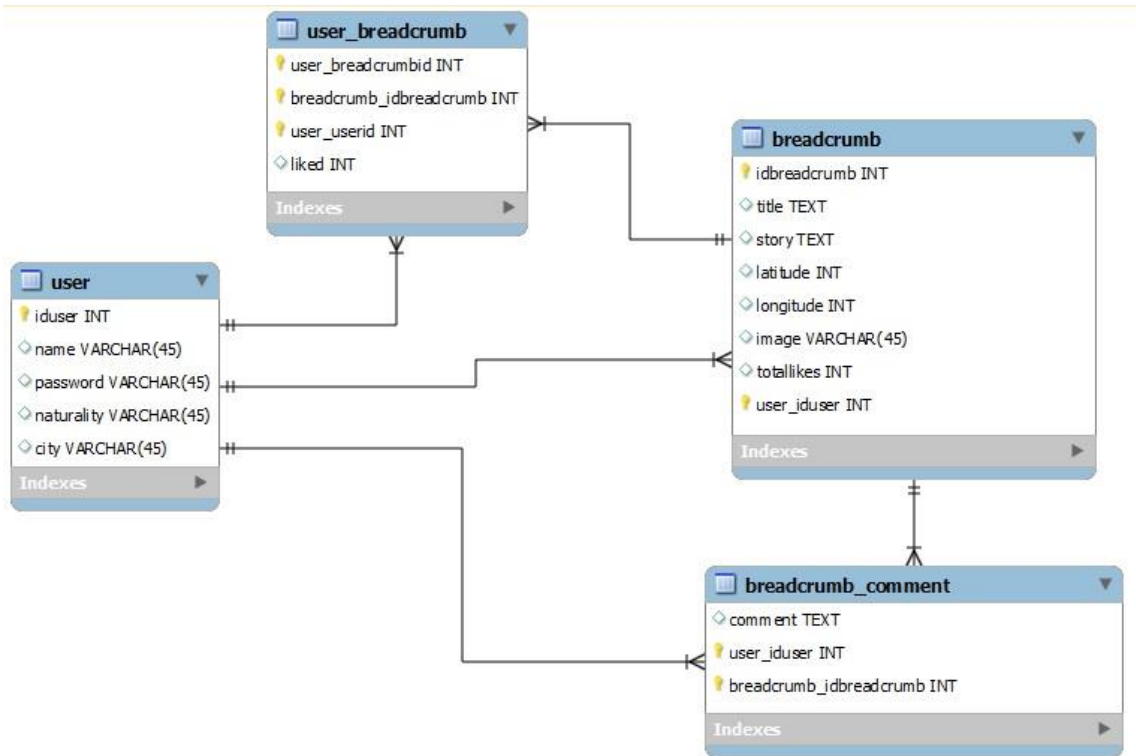 user_breadcrumb
user_breadcrumbid INT
breadcrumb_idbreadcrumb INT
user_userid INT
liked INT
Indexes
user
iduser INT
name VARCHAR(45)
password VARCHAR(45)
naturality VARCHAR(45)
city VARCHAR(45)
Indexes
breadcrumb
idbreadcrumb INT
title TEXT
story TEXT
latitude INT
longitude INT
image VARCHAR(45)
totallikes INT
user_iduser INT
Indexes
breadcrumb_comment
comment TEXT
user_iduser INT
breadcrumb_idbreadcrumb INT
Indexes